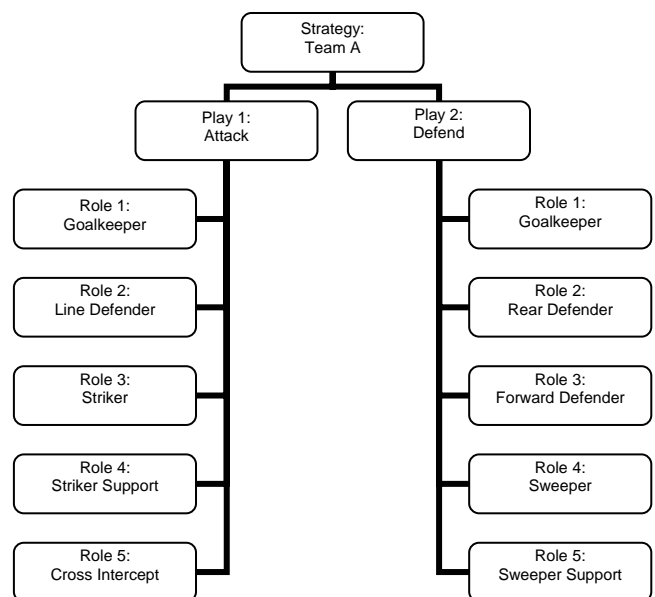 Strategy:
Team A
Play 1:
Attack
Play 2:
Defend
Role 1:
Goalkeeper
Role 2:
Line Defender
Role 3:
Striker
Role 4:
Striker Support
Role 5:
Cross Intercept
Role 1:
Goalkeeper
Role 2:
Rear Defender
Role 3:
Forward Defender
Role 4:
Sweeper
Role 5:
Sweeper Support